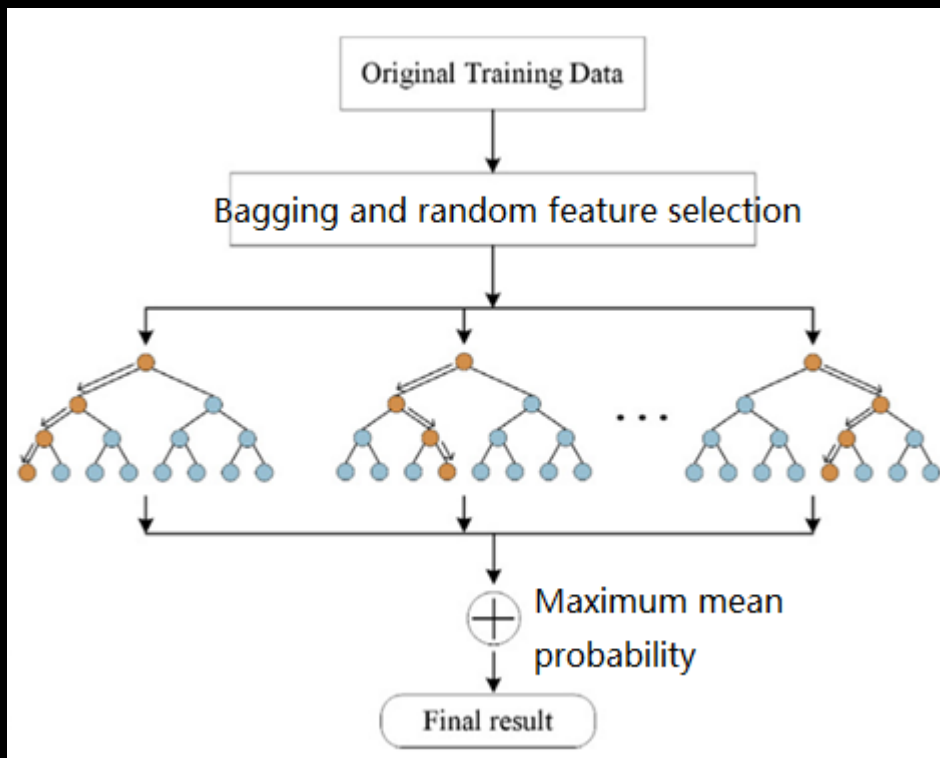 Original Training Data
Bagging and random feature selection
...
Maximum mean
probability
Final result